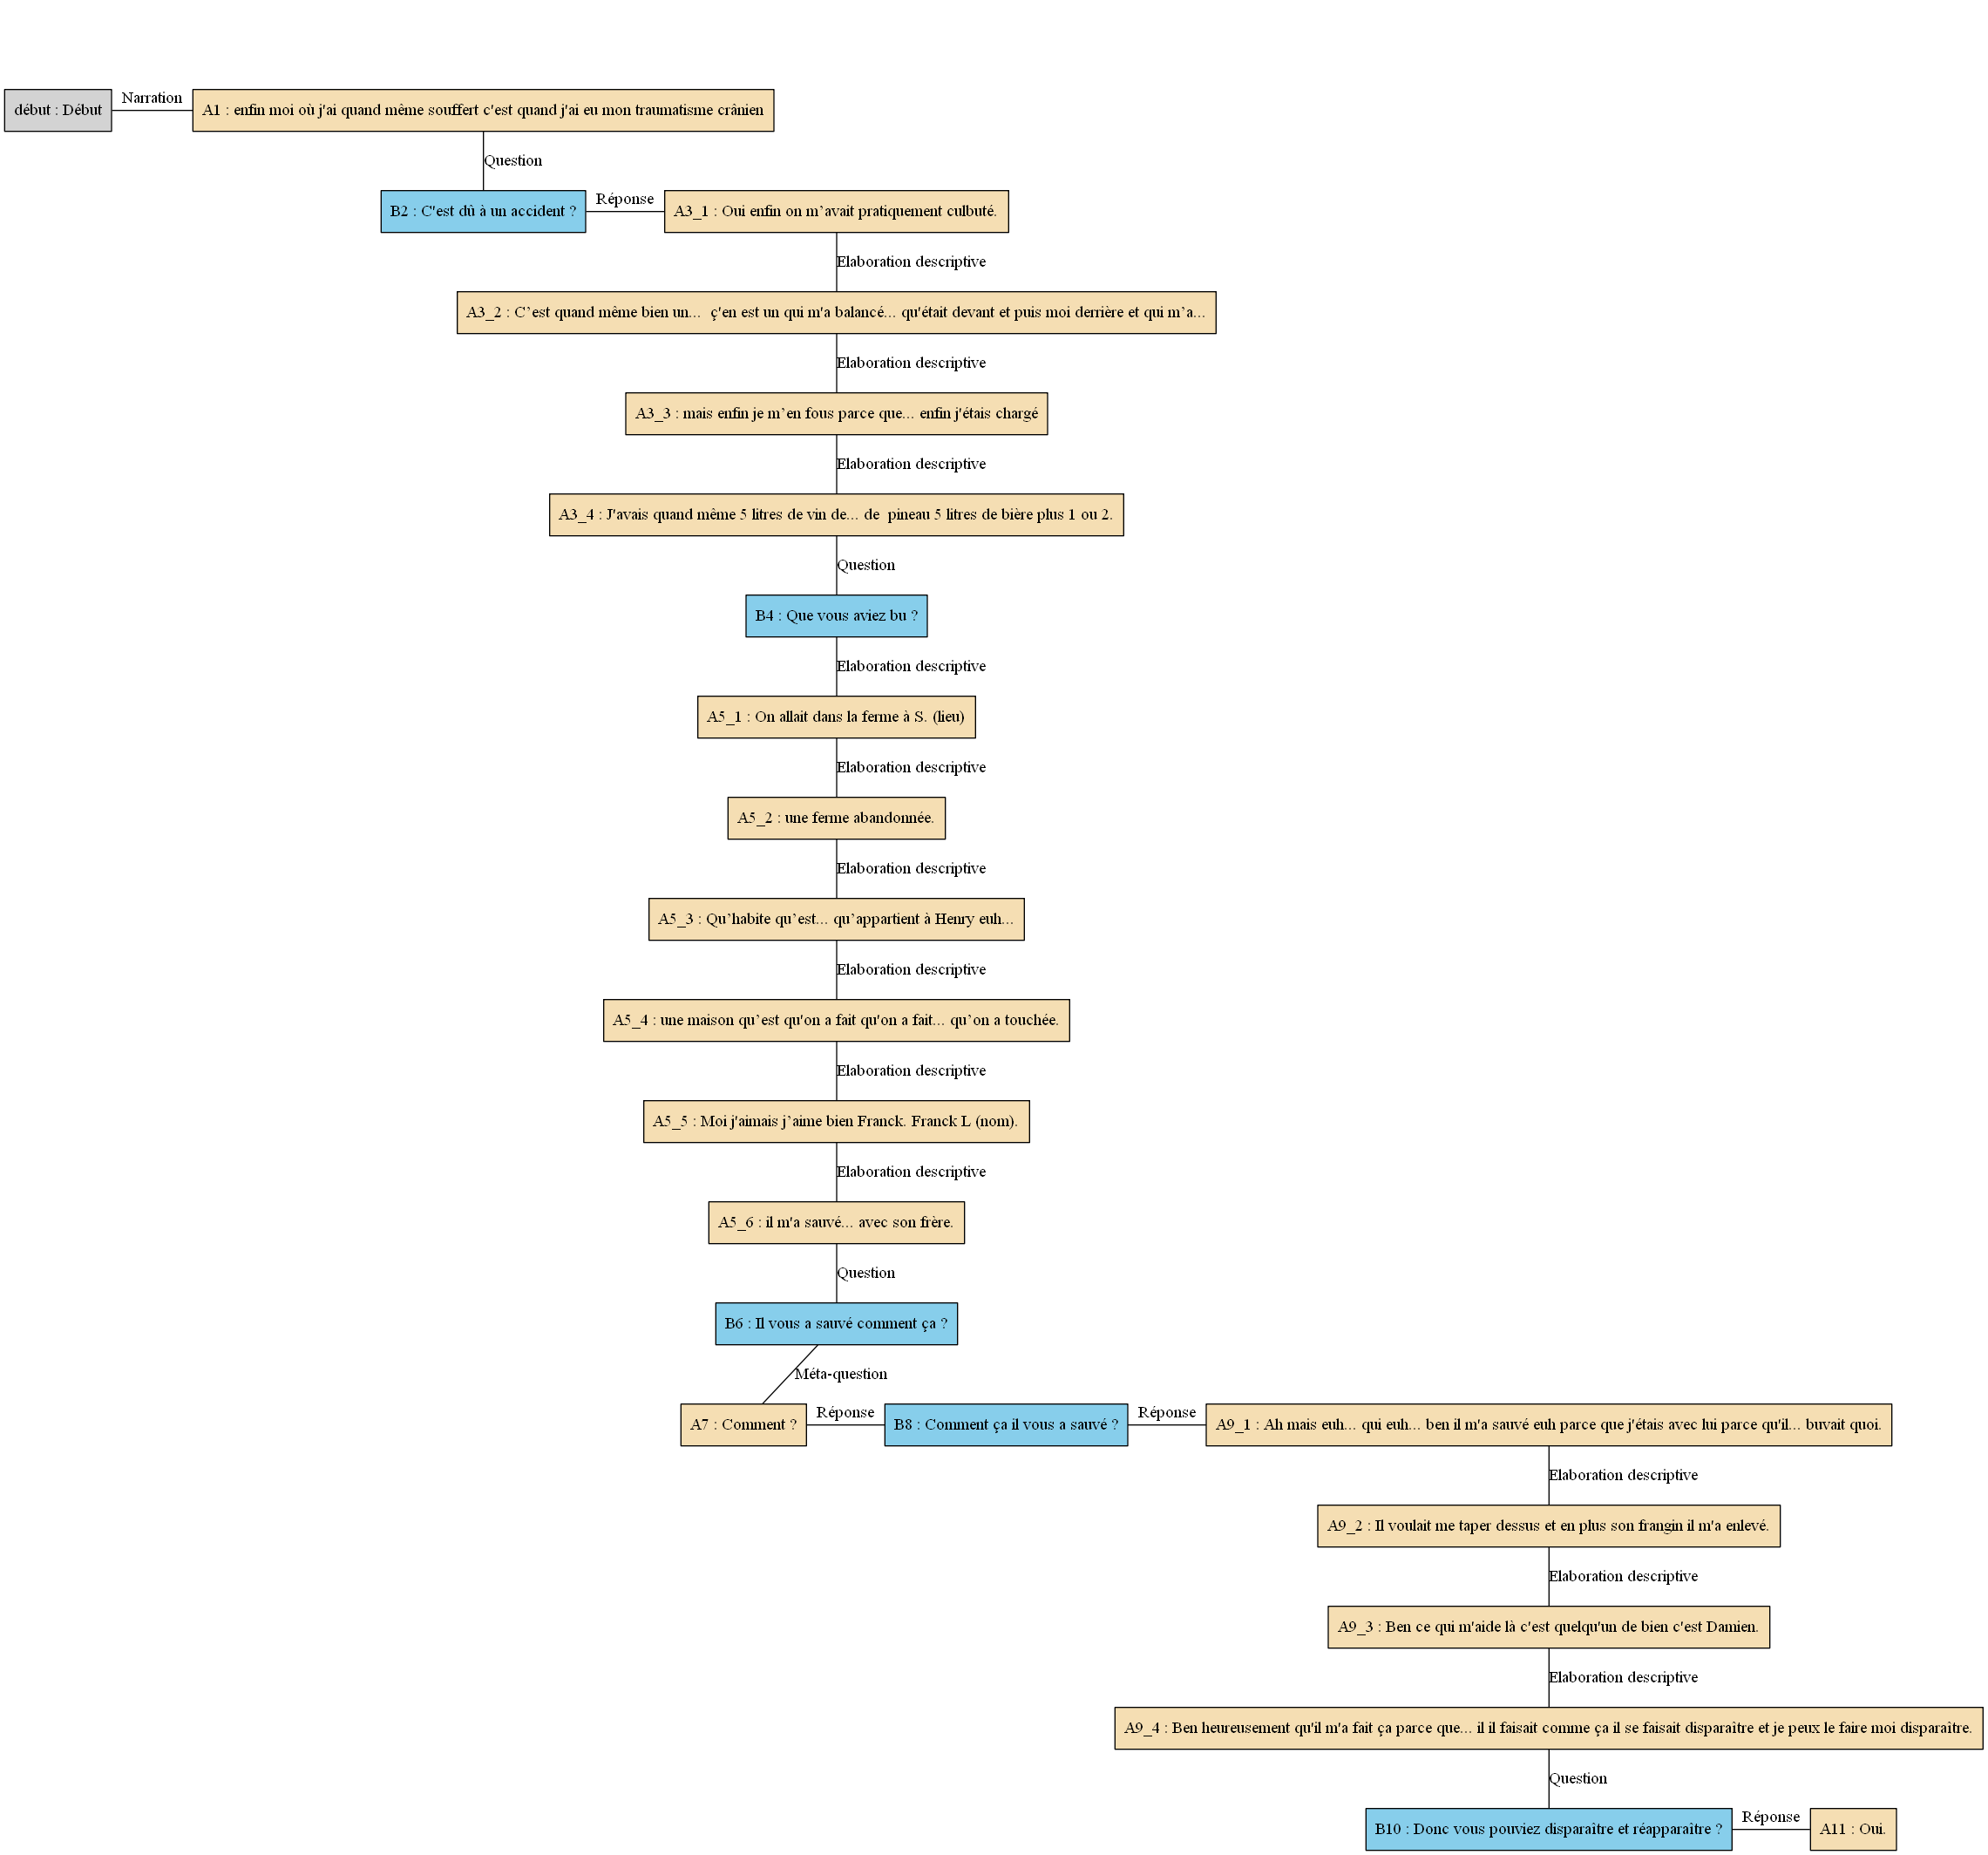 début : Début
Narration
A1 : enfin moi où j'ai quand même souffert c'est quand j'ai eu mon traumatisme crânien
Question
B2 : C'est dû à un accident ?
Réponse
A3_1 : Oui enfin on m’avait pratiquement culbuté.
Elaboration descriptive
A3_2 : C’est quand même bien un...  ç'en est un qui m'a balancé... qu'était devant et puis moi derrière et qui m’a...
Elaboration descriptive
A3_3 : mais enfin je m’en fous parce que... enfin j'étais chargé
Elaboration descriptive
A3_4 : J'avais quand même 5 litres de vin de... de  pineau 5 litres de bière plus 1 ou 2.
Question
B4 : Que vous aviez bu ?
Elaboration descriptive
A5_1 : On allait dans la ferme à S. (lieu)
Elaboration descriptive
A5_2 : une ferme abandonnée.
Elaboration descriptive
A5_3 : Qu’habite qu’est... qu’appartient à Henry euh...
Elaboration descriptive
A5_4 : une maison qu’est qu'on a fait qu'on a fait... qu’on a touchée.
Elaboration descriptive
A5_5 : Moi j'aimais j’aime bien Franck. Franck L (nom).
Elaboration descriptive
A5_6 : il m'a sauvé... avec son frère.
Question
B6 : Il vous a sauvé comment ça ?
Méta-question
A7 : Comment ?
Réponse
B8 : Comment ça il vous a sauvé ?
Réponse
A9_1 : Ah mais euh... qui euh... ben il m'a sauvé euh parce que j'étais avec lui parce qu'il... buvait quoi.
Elaboration descriptive
A9_2 : Il voulait me taper dessus et en plus son frangin il m'a enlevé.
Elaboration descriptive
A9_3 : Ben ce qui m'aide là c'est quelqu'un de bien c'est Damien.
Elaboration descriptive
A9_4 : Ben heureusement qu'il m'a fait ça parce que... il il faisait comme ça il se faisait disparaître et je peux le faire moi disparaître.
Question
B10 : Donc vous pouviez disparaître et réapparaître ?
Réponse
A11 : Oui.